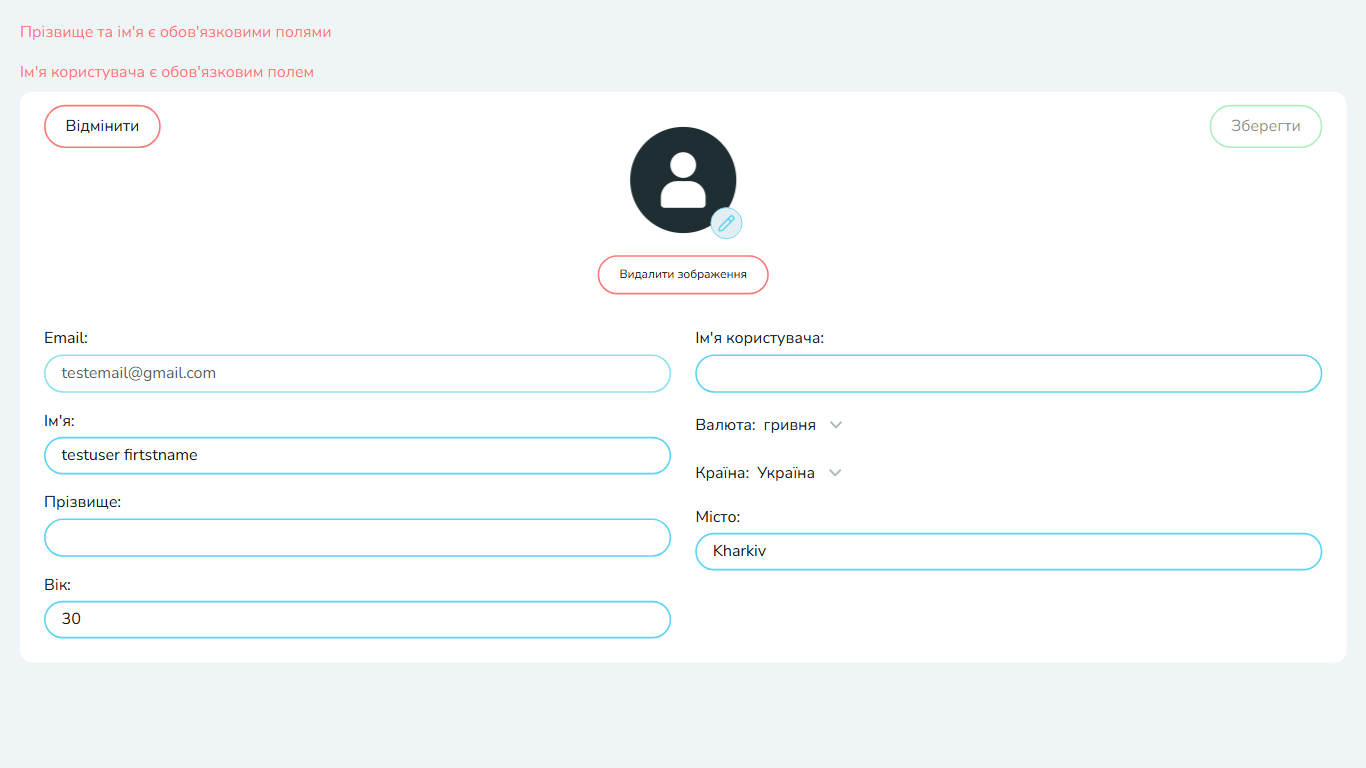 Прізвище та ім'я є обов'язковими полями
Ім'я користувача є обов'язковим полем
Відмінити
Зберегти
Видалити зображення
Email:
testemail@gmail.com
Ім'я:
testuser firtstname
Прізвище:
Вік:
30
Ім'я користувача:
Валюта: гривня
Країна: Україна
Місто:
Kharkiv